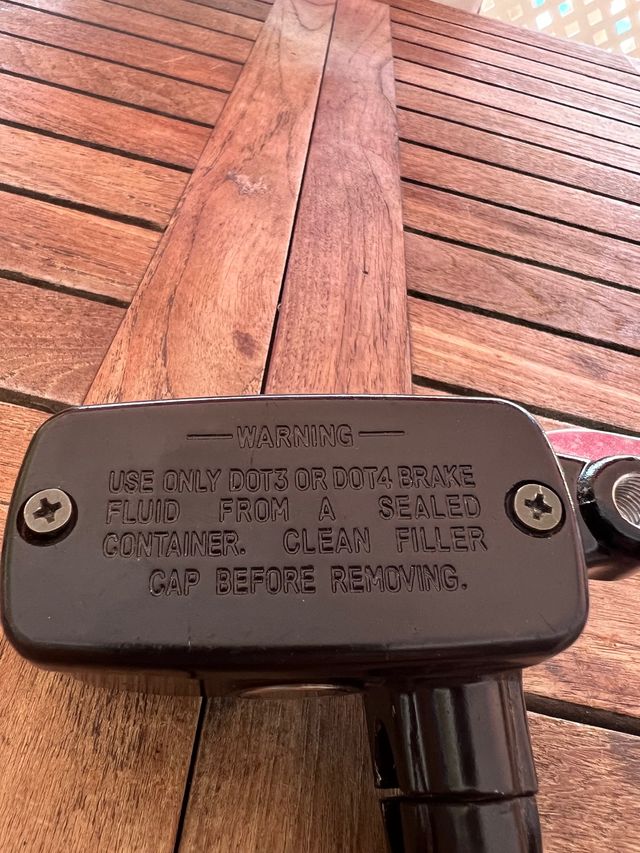 WARNING
USE ONLY DOT3 OR DOT4 BRAKE
FLUID FROM A SEALED
CONTAINER. CLEAN FILLER
CAP BEFORE REMOVING.